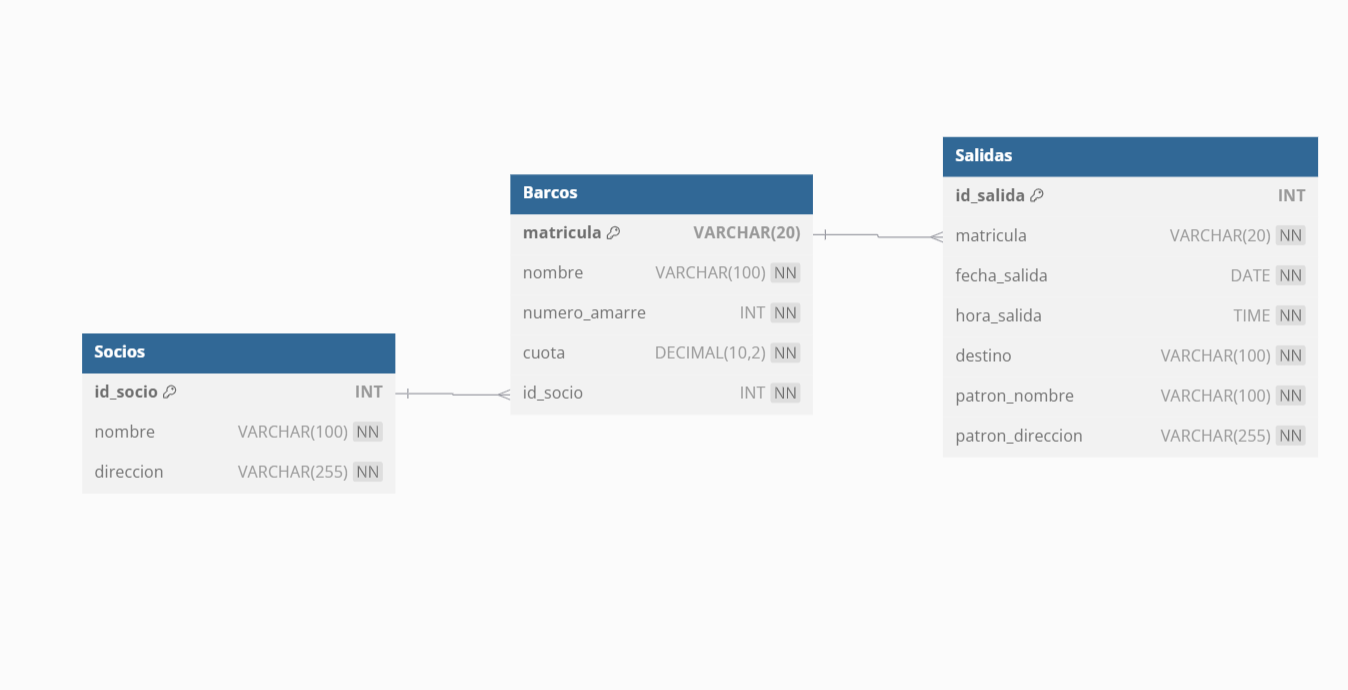 Socios
id_socio INT
nombre VARCHAR(100) NN
direccion VARCHAR(255) NN
Barcos
matricula VARCHAR(20)
nombre VARCHAR(100) NN
numero_amarre INT NN
cuota DECIMAL(10,2) NN
id_socio INT NN
Salidas
id_salida INT
matricula VARCHAR(20) NN
fecha_salida DATE NN
hora_salida TIME NN
destino VARCHAR(100) NN
patron_nombre VARCHAR(100) NN
patron_direccion VARCHAR(255) NN